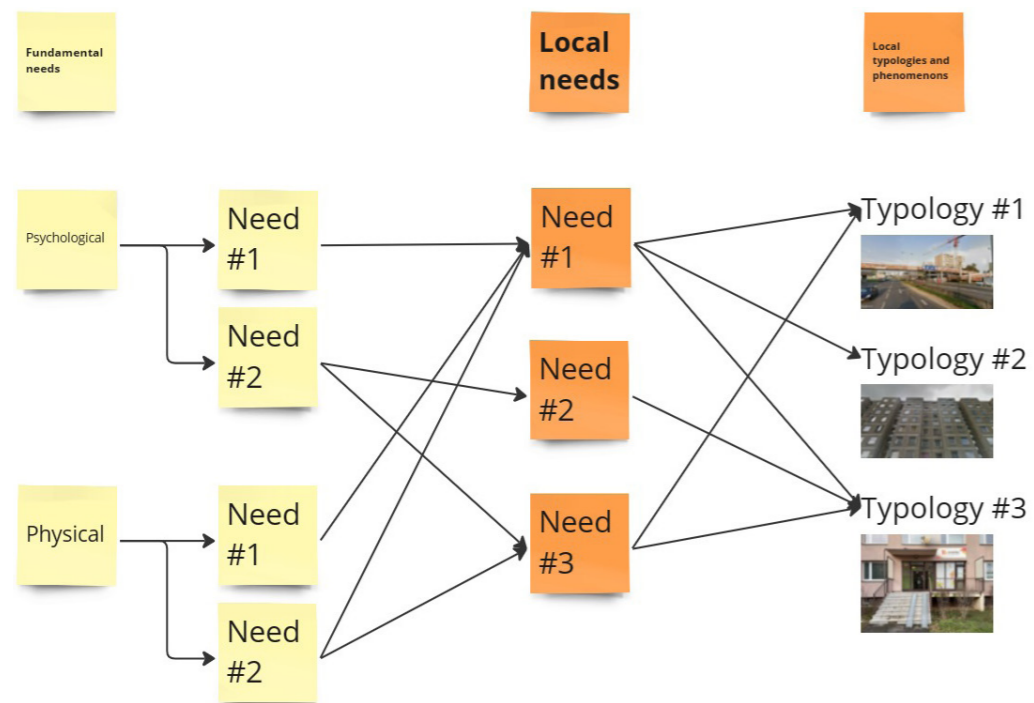 Fundamental
needs
Local
needs
Local
typologies and
phenomenons
Psychological
Need
#1
Need
#1
Typology #1
Need
#2
Need
#2
Typology #2
Physical
Need
#1
Need
#3
Typology #3
Need
#2